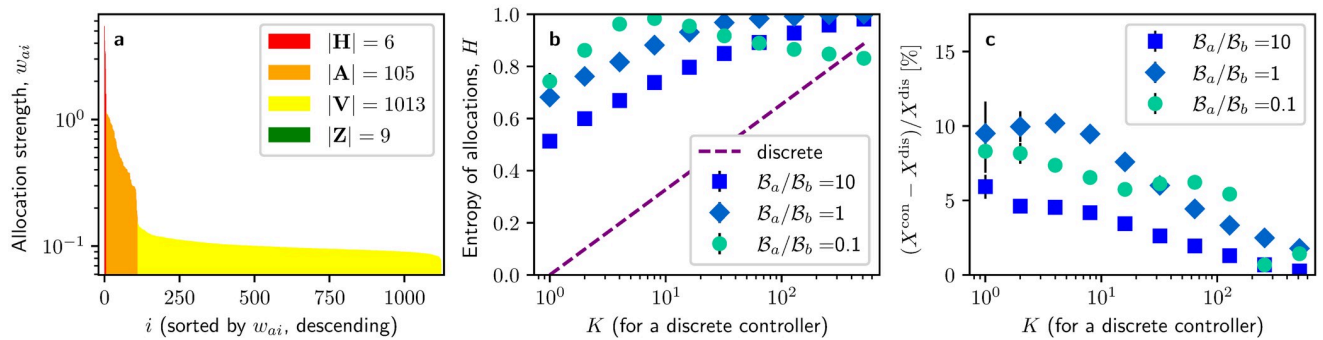 a
Allocation strength, w_{ai}
10^0
10^{-1}
|H| = 6
|A| = 105
|V| = 1013
|Z| = 9
0 250 500 750 1000
i (sorted by w_{ai}, descending)
b
Entropy of allocations, H
1.0
0.8
0.6
0.4
0.2
0.0
discrete
B_a/B_b =10
B_a/B_b =1
B_a/B_b =0.1
10^0 10^1 10^2
K (for a discrete controller)
c
(X^{con} − X^{dis})/X^{dis} [%]
15
10
5
0
B_a/B_b =10
B_a/B_b =1
B_a/B_b =0.1
10^0 10^1 10^2
K (for a discrete controller)